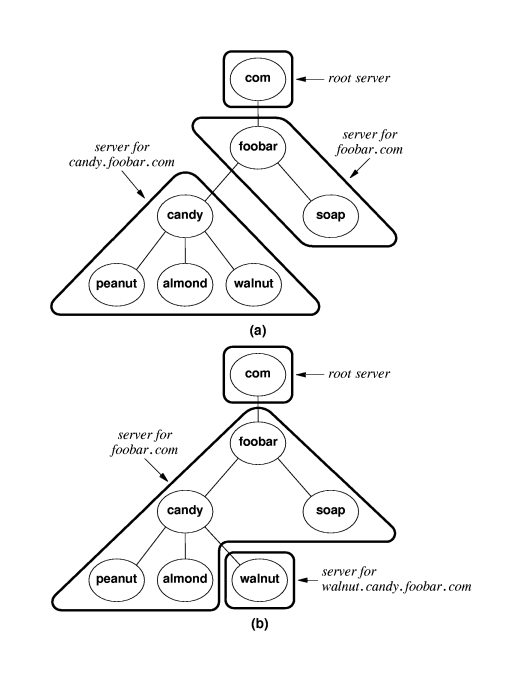 com
root server
foobar
server for
foobar.com
server for
candy.foobar.com
candy
soap
peanut
almond
walnut
(a)
com
root server
server for
foobar.com
foobar
candy
soap
peanut
almond
walnut
server for
walnut.candy.foobar.com
(b)